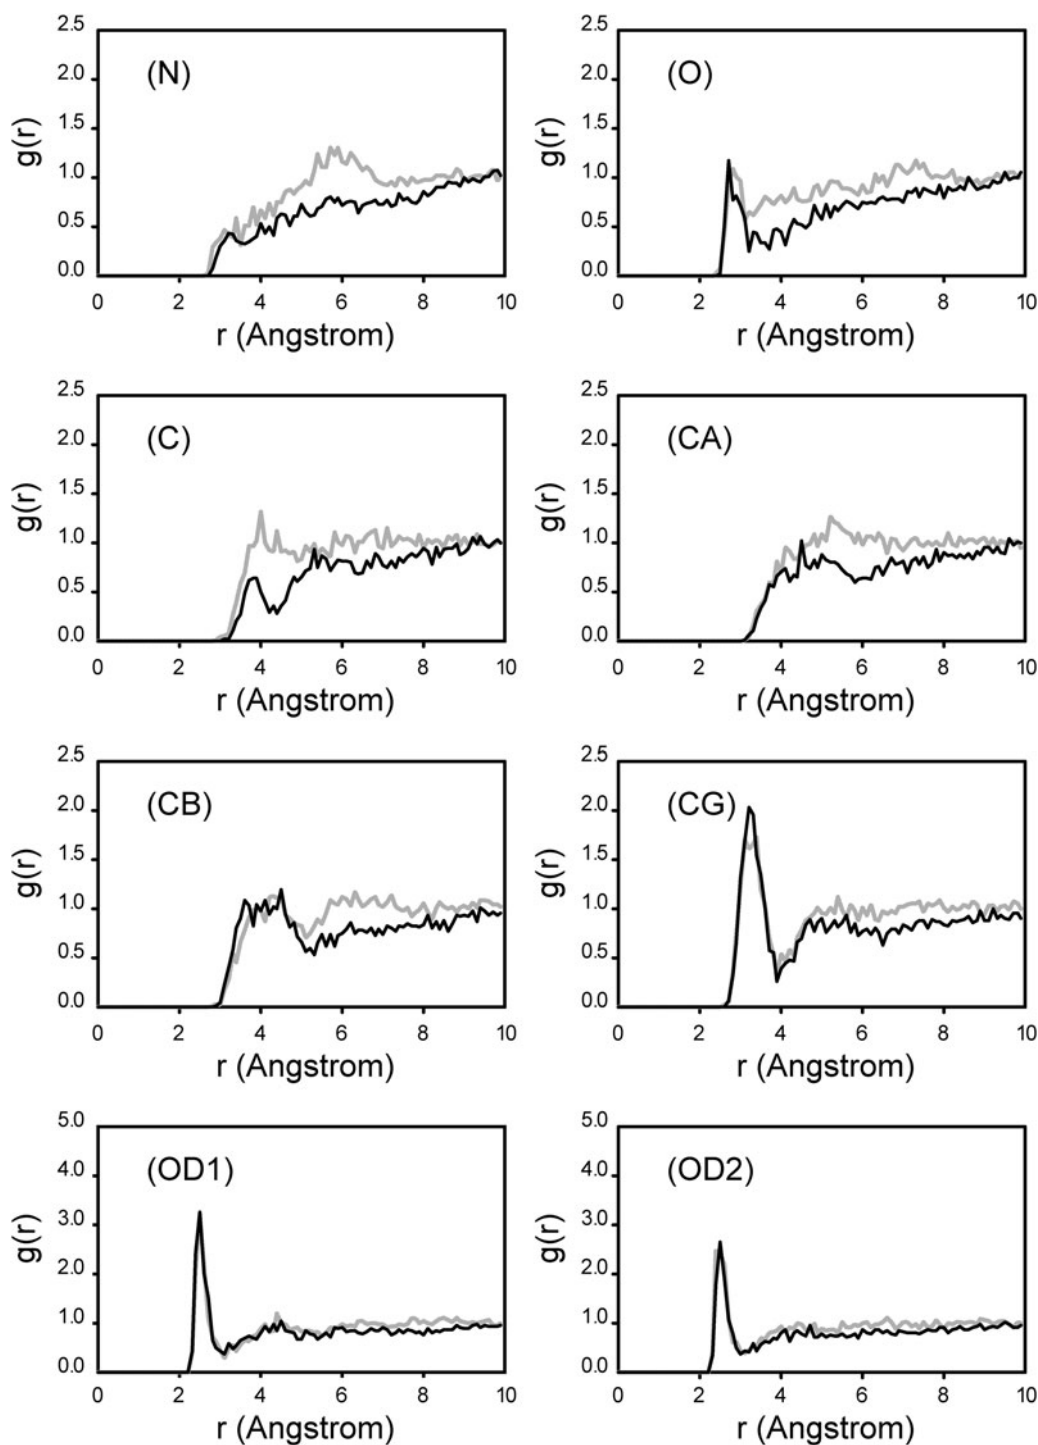 2.5 2.5
2.0 (N) 2.0 (O)
1.5 1.5
g(r) g(r)
1.0 1.0
0.5 0.5
0.0 0.0
0 2 4 6 8 10 0 2 4 6 8 10
r (Angstrom) r (Angstrom)
2.5 2.5
2.0 (C) 2.0 (CA)
1.5 1.5
g(r) g(r)
1.0 1.0
0.5 0.5
0.0 0.0
0 2 4 6 8 10 0 2 4 6 8 10
r (Angstrom) r (Angstrom)
2.5 2.5
2.0 (CB) 2.0 (CG)
1.5 1.5
g(r) g(r)
1.0 1.0
0.5 0.5
0.0 0.0
0 2 4 6 8 10 0 2 4 6 8 10
r (Angstrom) r (Angstrom)
5.0 5.0
4.0 (OD1) 4.0 (OD2)
3.0 3.0
g(r) g(r)
2.0 2.0
1.0 1.0
0.0 0.0
0 2 4 6 8 10 0 2 4 6 8 10
r (Angstrom) r (Angstrom)